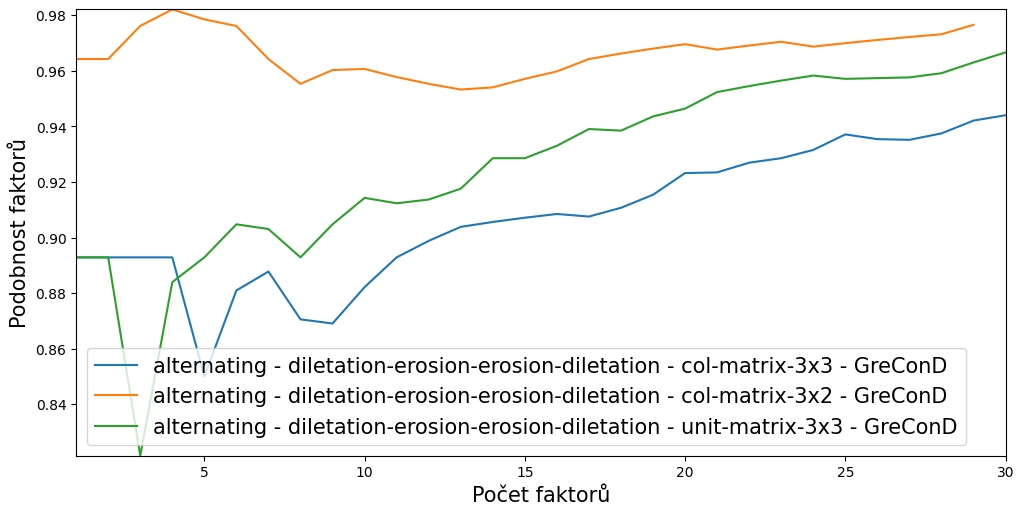 0.98
0.96
0.94
0.92
0.90
0.88
0.86
0.84
Podobnost faktorů
alternating - diletation-erosion-erosion-diletation - col-matrix-3x3 - GreConD
alternating - diletation-erosion-erosion-diletation - col-matrix-3x2 - GreConD
alternating - diletation-erosion-erosion-diletation - unit-matrix-3x3 - GreConD
5 10 15 20 25 30
Počet faktorů